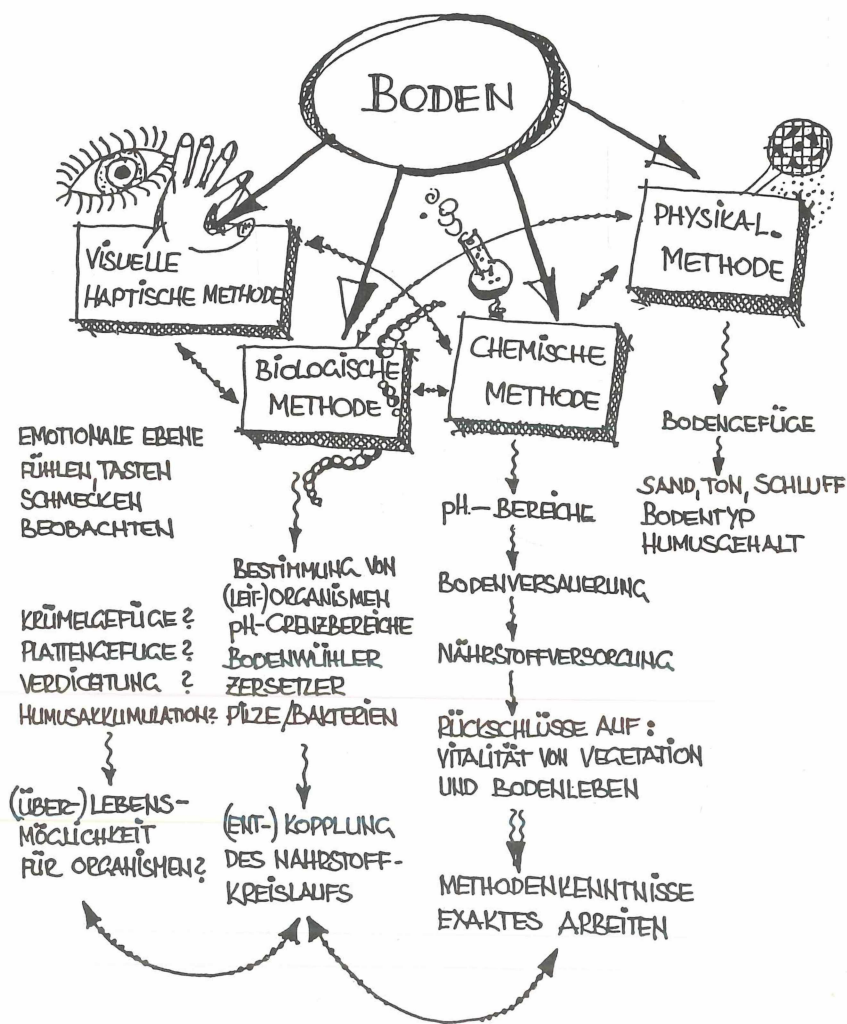 BODEN
VISUELLE
HAPTISCHE METHODE
BIOLOGISCHE
METHODE
CHEMISCHE
METHODE
PHYSIKAL.
METHODE
EMOTIONALE EBENE
FÜHLEN, TASTEN
SCHMECKEN
BEOBACHTEN
KRÜMELGEFÜGE?
PLATTENGEFÜGE?
VERDICHTUNG ?
HUMUSAKKUMULATION?
(ÜBER-) LEBENS-
MÖGLICHKEIT
FÜR ORGANISMEN?
BESTIMMUNG VON
(LEIT-) ORGANISMEN
pH-GRENZBEREICHE
BODENWÜHLER
ZERSETZER
PILZE/BAKTERIEN
(ENT-) KOPPLUNG
DES NÄHRSTOFF-
KREISLAUFS
pH.-BEREICHE
BODENVERSAUERUNG
NÄHRSTOFFVERSORGUNG
RÜCKSCHLÜSSE AUF:
VITALITÄT VON VEGETATION
UND BODENLEBEN
METHODENKENNTNISSE
EXAKTES ARBEITEN
BODENGEFÜGE
SAND, TON, SCHLUFF
BODENTYP
HUMUSGEHALT